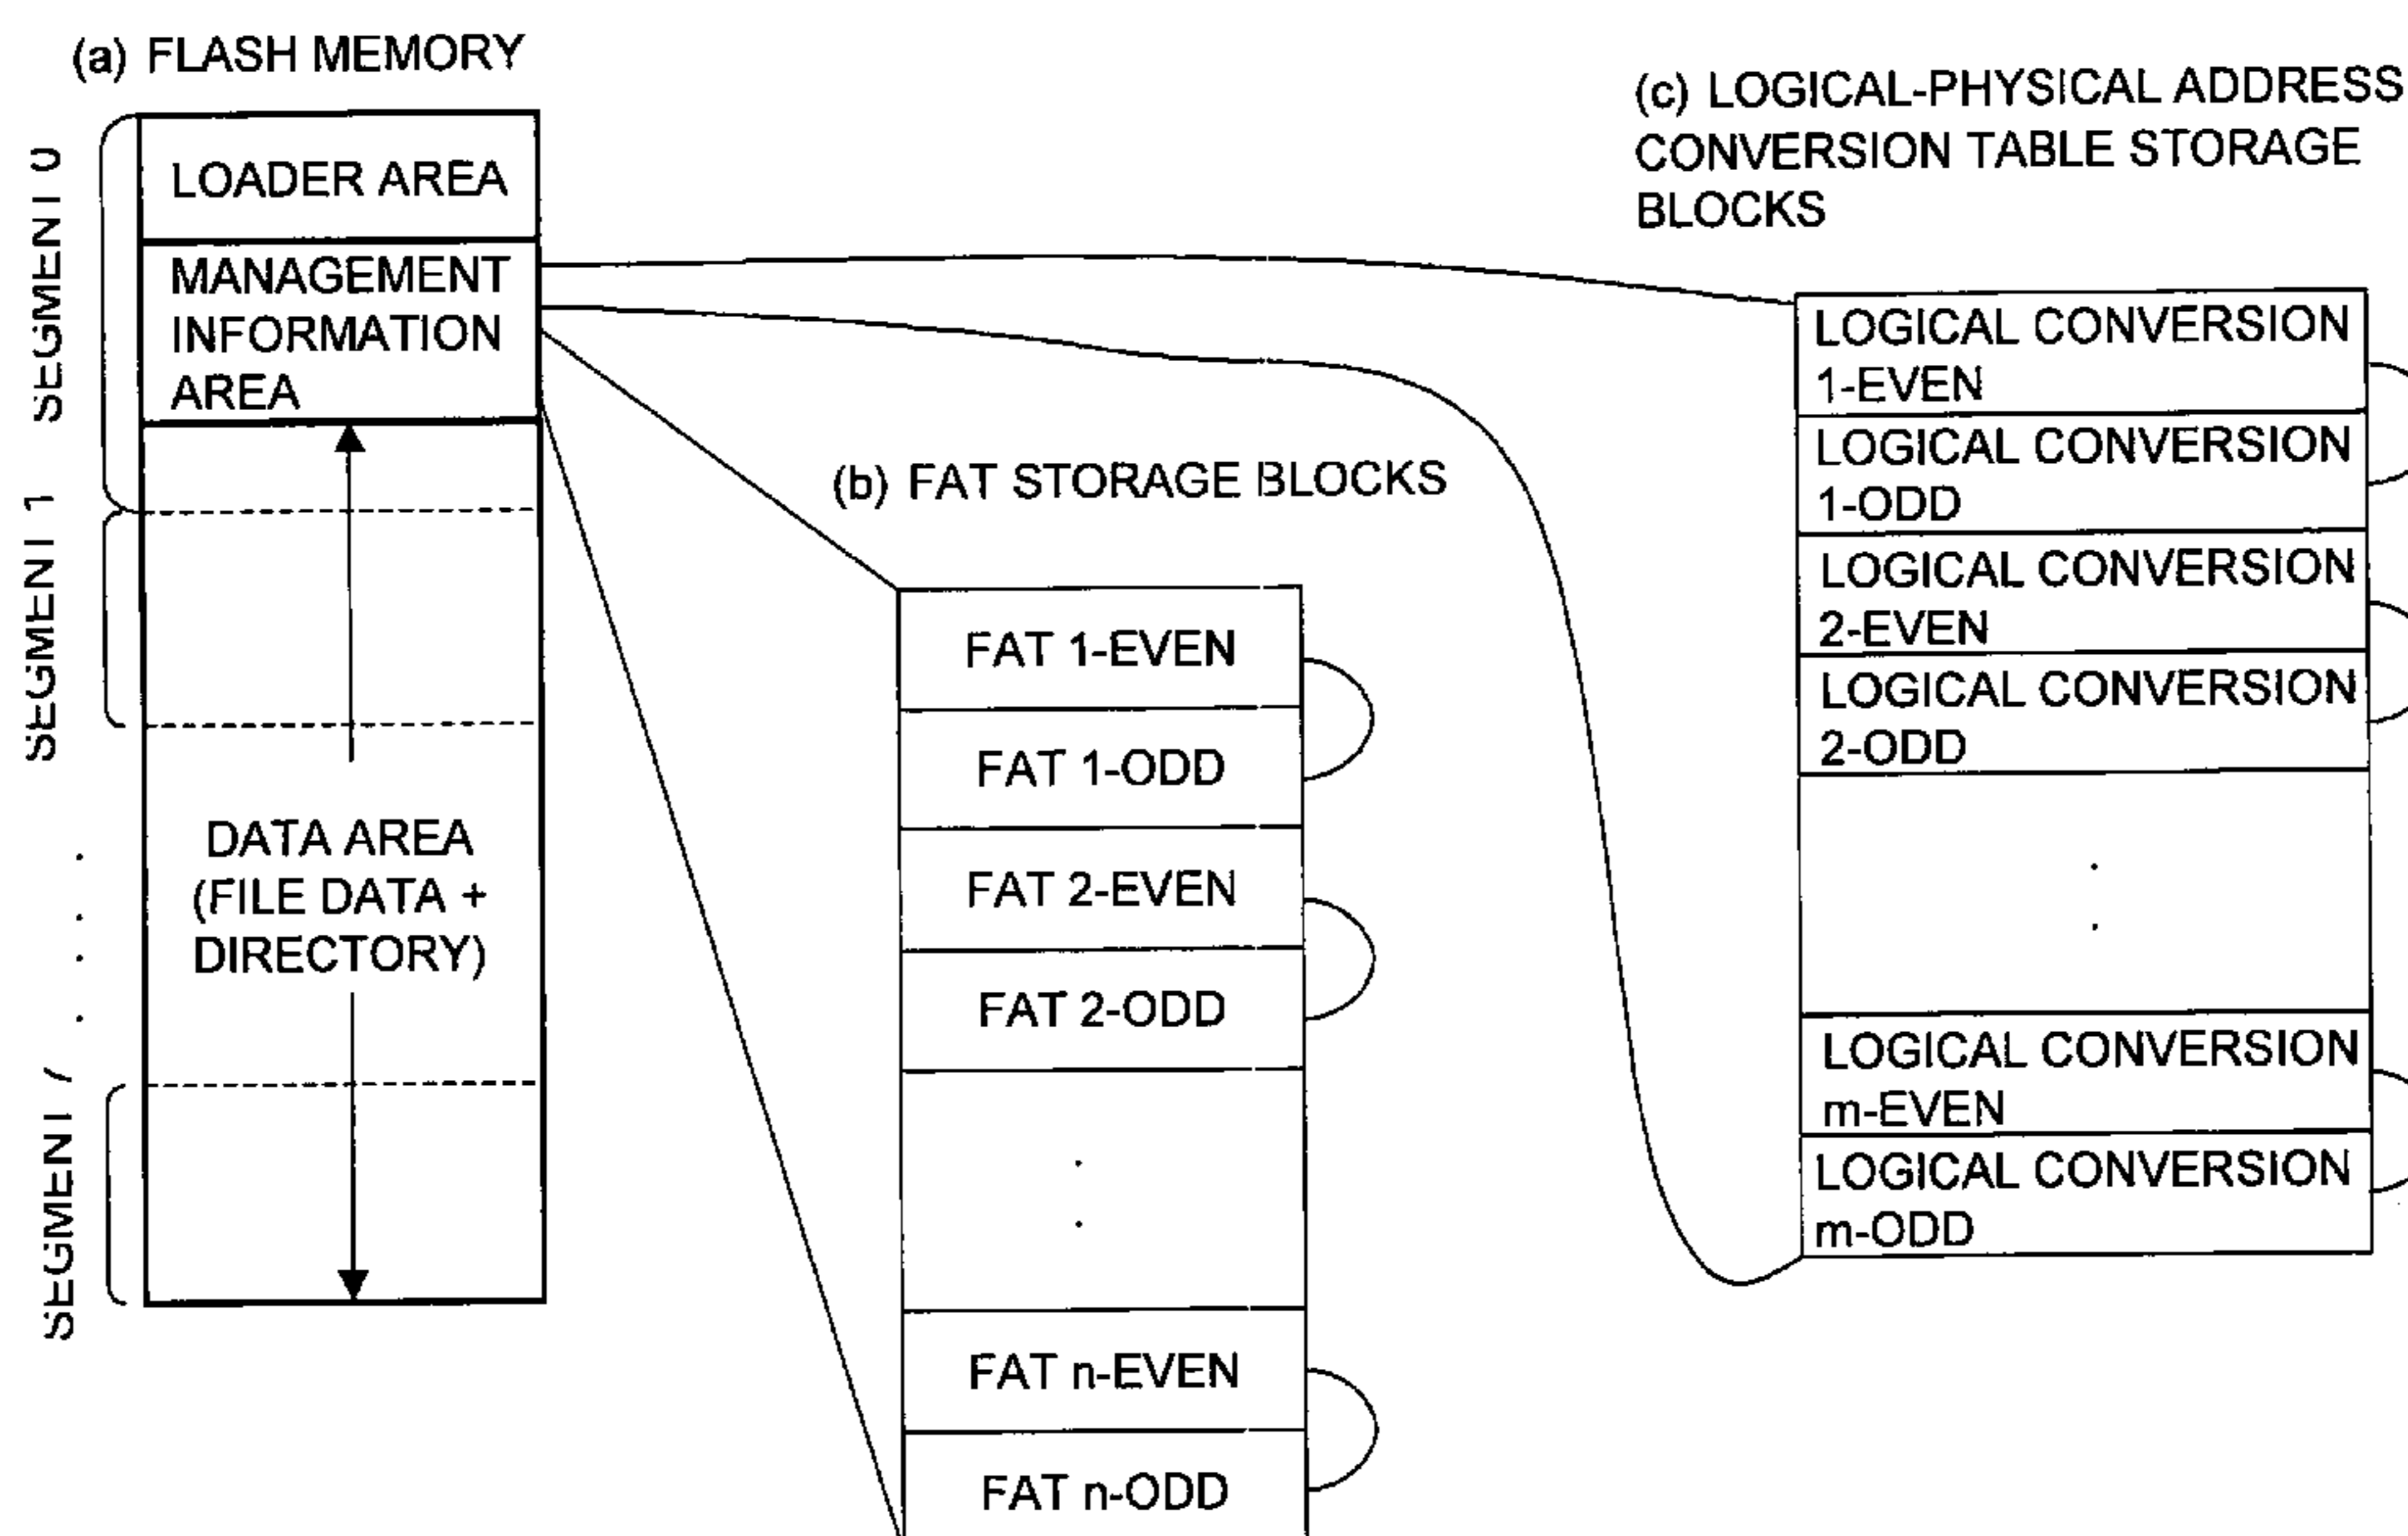 (a) FLASH MEMORY
SEGMENT 0
LOADER AREA
MANAGEMENT
INFORMATION
AREA
SEGMENT 1
DATA AREA
(FILE DATA +
DIRECTORY)
SEGMENT
(b) FAT STORAGE BLOCKS
FAT 1-EVEN
FAT 1-ODD
FAT 2-EVEN
FAT 2-ODD
FAT n-EVEN
FAT n-ODD
(c) LOGICAL-PHYSICAL ADDRESS
CONVERSION TABLE STORAGE
BLOCKS
LOGICAL CONVERSION
1-EVEN
LOGICAL CONVERSION
1-ODD
LOGICAL CONVERSION
2-EVEN
LOGICAL CONVERSION
2-ODD
LOGICAL CONVERSION
m-EVEN
LOGICAL CONVERSION
m-ODD